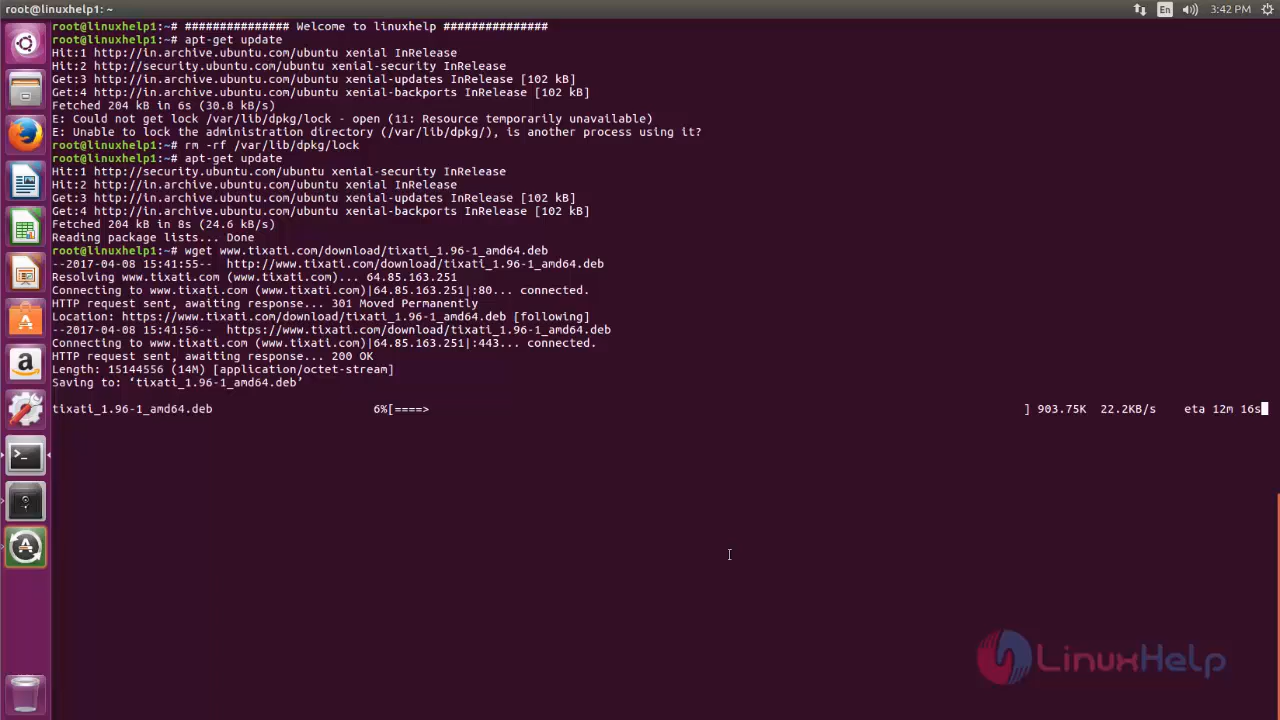 root@linuxhelp1: ~
En
3:42 PM
root@linuxhelp1:~# ############### Welcome to linuxhelp ###############
root@linuxhelp1:~# apt-get update
Hit:1 http://in.archive.ubuntu.com/ubuntu xenial InRelease
Hit:2 http://security.ubuntu.com/ubuntu xenial-security InRelease
Get:3 http://in.archive.ubuntu.com/ubuntu xenial-updates InRelease [102 kB]
Get:4 http://in.archive.ubuntu.com/ubuntu xenial-backports InRelease [102 kB]
Fetched 204 kB in 6s (30.8 kB/s)
E: Could not get lock /var/lib/dpkg/lock - open (11: Resource temporarily unavailable)
E: Unable to lock the administration directory (/var/lib/dpkg/), is another process using it?
root@linuxhelp1:~# rm -rf /var/lib/dpkg/lock
root@linuxhelp1:~# apt-get update
Hit:1 http://security.ubuntu.com/ubuntu xenial-security InRelease
Hit:2 http://in.archive.ubuntu.com/ubuntu xenial InRelease
Get:3 http://in.archive.ubuntu.com/ubuntu xenial-updates InRelease [102 kB]
Get:4 http://in.archive.ubuntu.com/ubuntu xenial-backports InRelease [102 kB]
Fetched 204 kB in 8s (24.6 kB/s)
Reading package lists... Done
root@linuxhelp1:~# wget www.tixati.com/download/tixati_1.96-1_amd64.deb
--2017-04-08 15:41:55-- http://www.tixati.com/download/tixati_1.96-1_amd64.deb
Resolving www.tixati.com (www.tixati.com)... 64.85.163.251
Connecting to www.tixati.com (www.tixati.com)|64.85.163.251|:80... connected.
HTTP request sent, awaiting response... 301 Moved Permanently
Location: https://www.tixati.com/download/tixati_1.96-1_amd64.deb [following]
--2017-04-08 15:41:56-- https://www.tixati.com/download/tixati_1.96-1_amd64.deb
Connecting to www.tixati.com (www.tixati.com)|64.85.163.251|:443... connected.
HTTP request sent, awaiting response... 200 OK
Length: 15144556 (14M) [application/octet-stream]
Saving to: ‘tixati_1.96-1_amd64.deb’
tixati_1.96-1_amd64.deb 6%[====> ] 903.75K 22.2KB/s eta 12m 16s
LinuxHelp